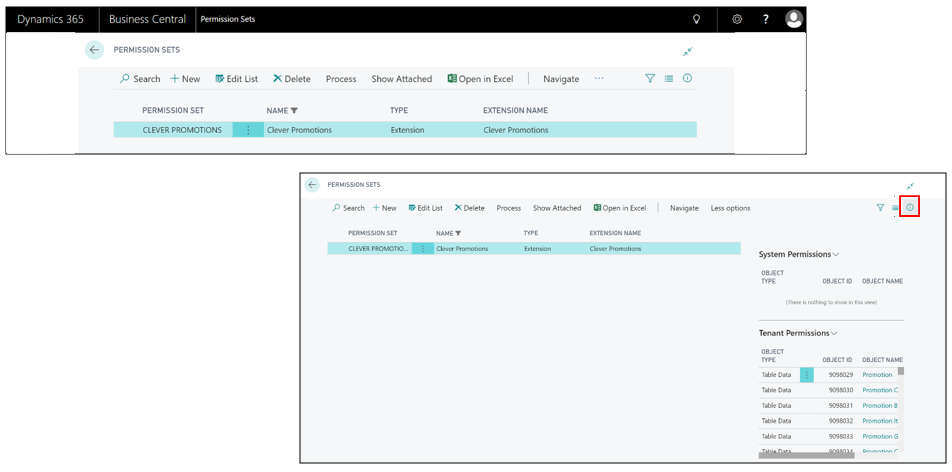 Dynamics 365 Business Central Permission Sets ?
PERMISSION SETS
Search New Edit List Delete Process Show Attached Open in Excel Navigate ...
PERMISSION SET NAME TYPE EXTENSION NAME
CLEVER PROMOTIONS Clever Promotions Extension Clever Promotions
PERMISSION SETS
Search New Edit List Delete Process Show Attached Open in Excel Navigate Less options
PERMISSION SET NAME TYPE EXTENSION NAME
CLEVER PROMOTIO... Clever Promotions Extension Clever Promotions
System Permissions
OBJECT
TYPE OBJECT ID OBJECT NAME
(There is nothing to show in this view)
Tenant Permissions
OBJECT
TYPE OBJECT ID OBJECT NAME
Table Data 9098029 Promotion
Table Data 9098030 Promotion C
Table Data 9098031 Promotion B
Table Data 9098032 Promotion It
Table Data 9098033 Promotion G
Table Data 9098034 Promotion C